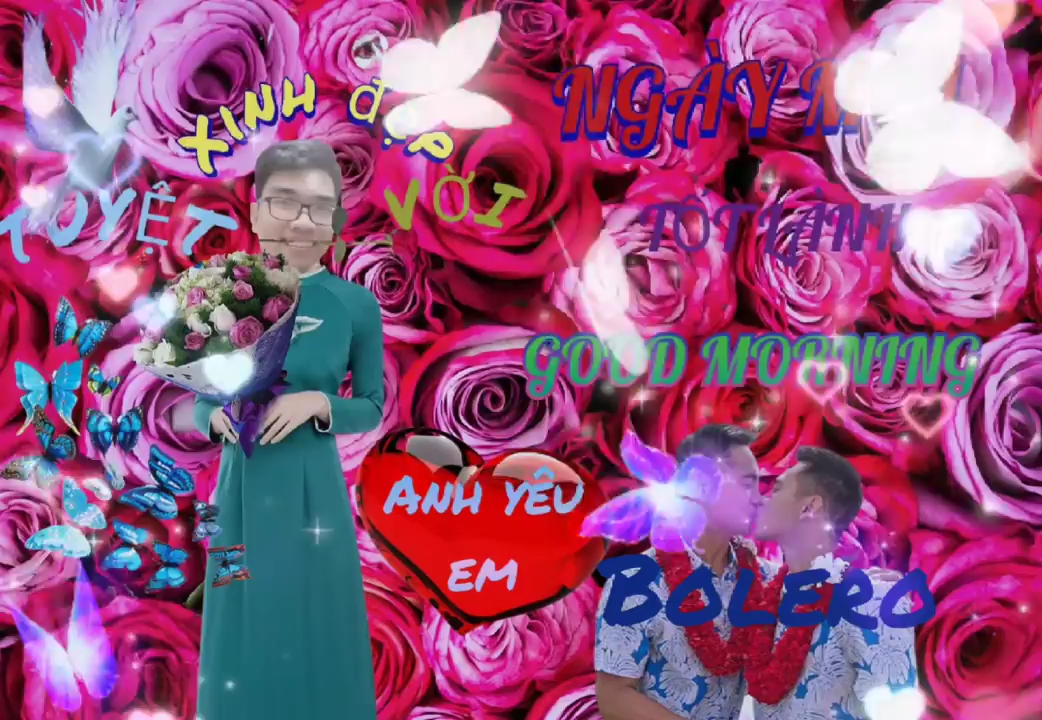 XINH ĐẸP
TUYỆT VỜI
NGÀY
TỐT LÀNH
GOOD MORNING
ANH YÊU
EM
BOLERO